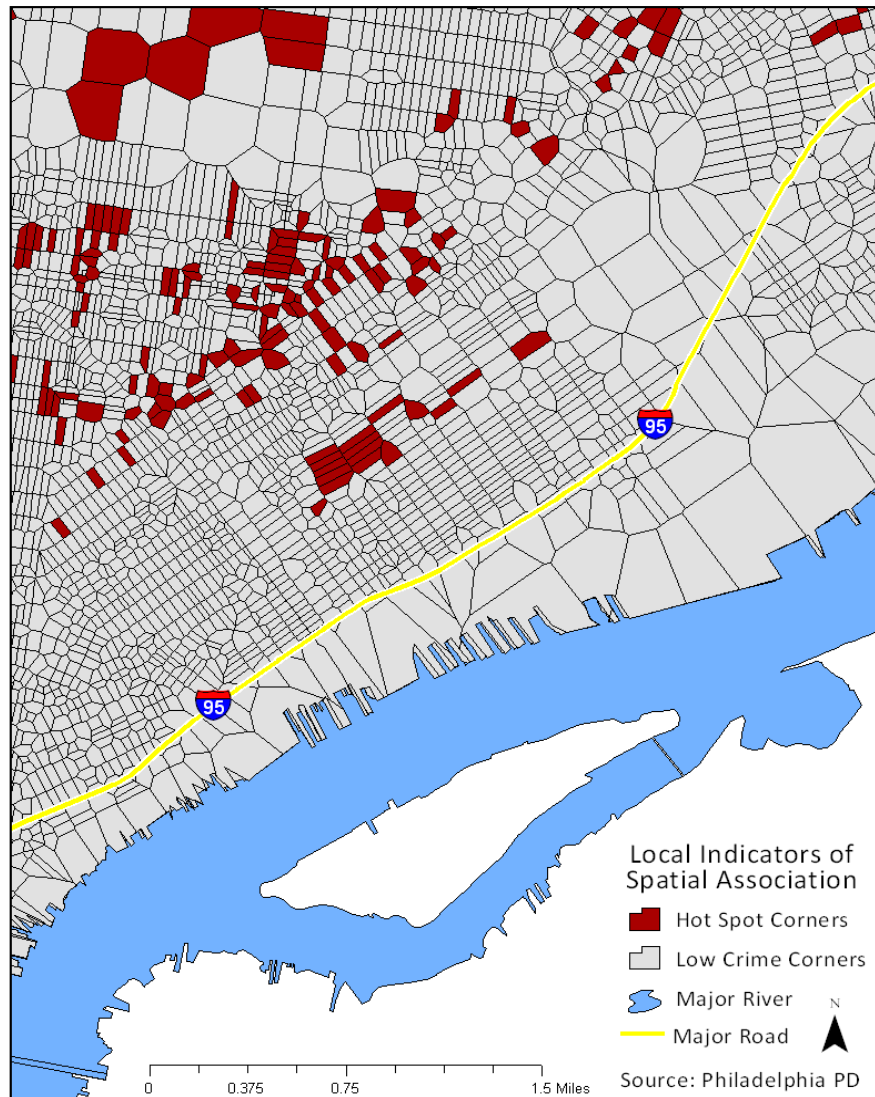 95
95
Local Indicators of
Spatial Association
Hot Spot Corners
Low Crime Corners
Major River
N
Major Road
Source: Philadelphia PD
0 0.375 0.75 1.5 Miles